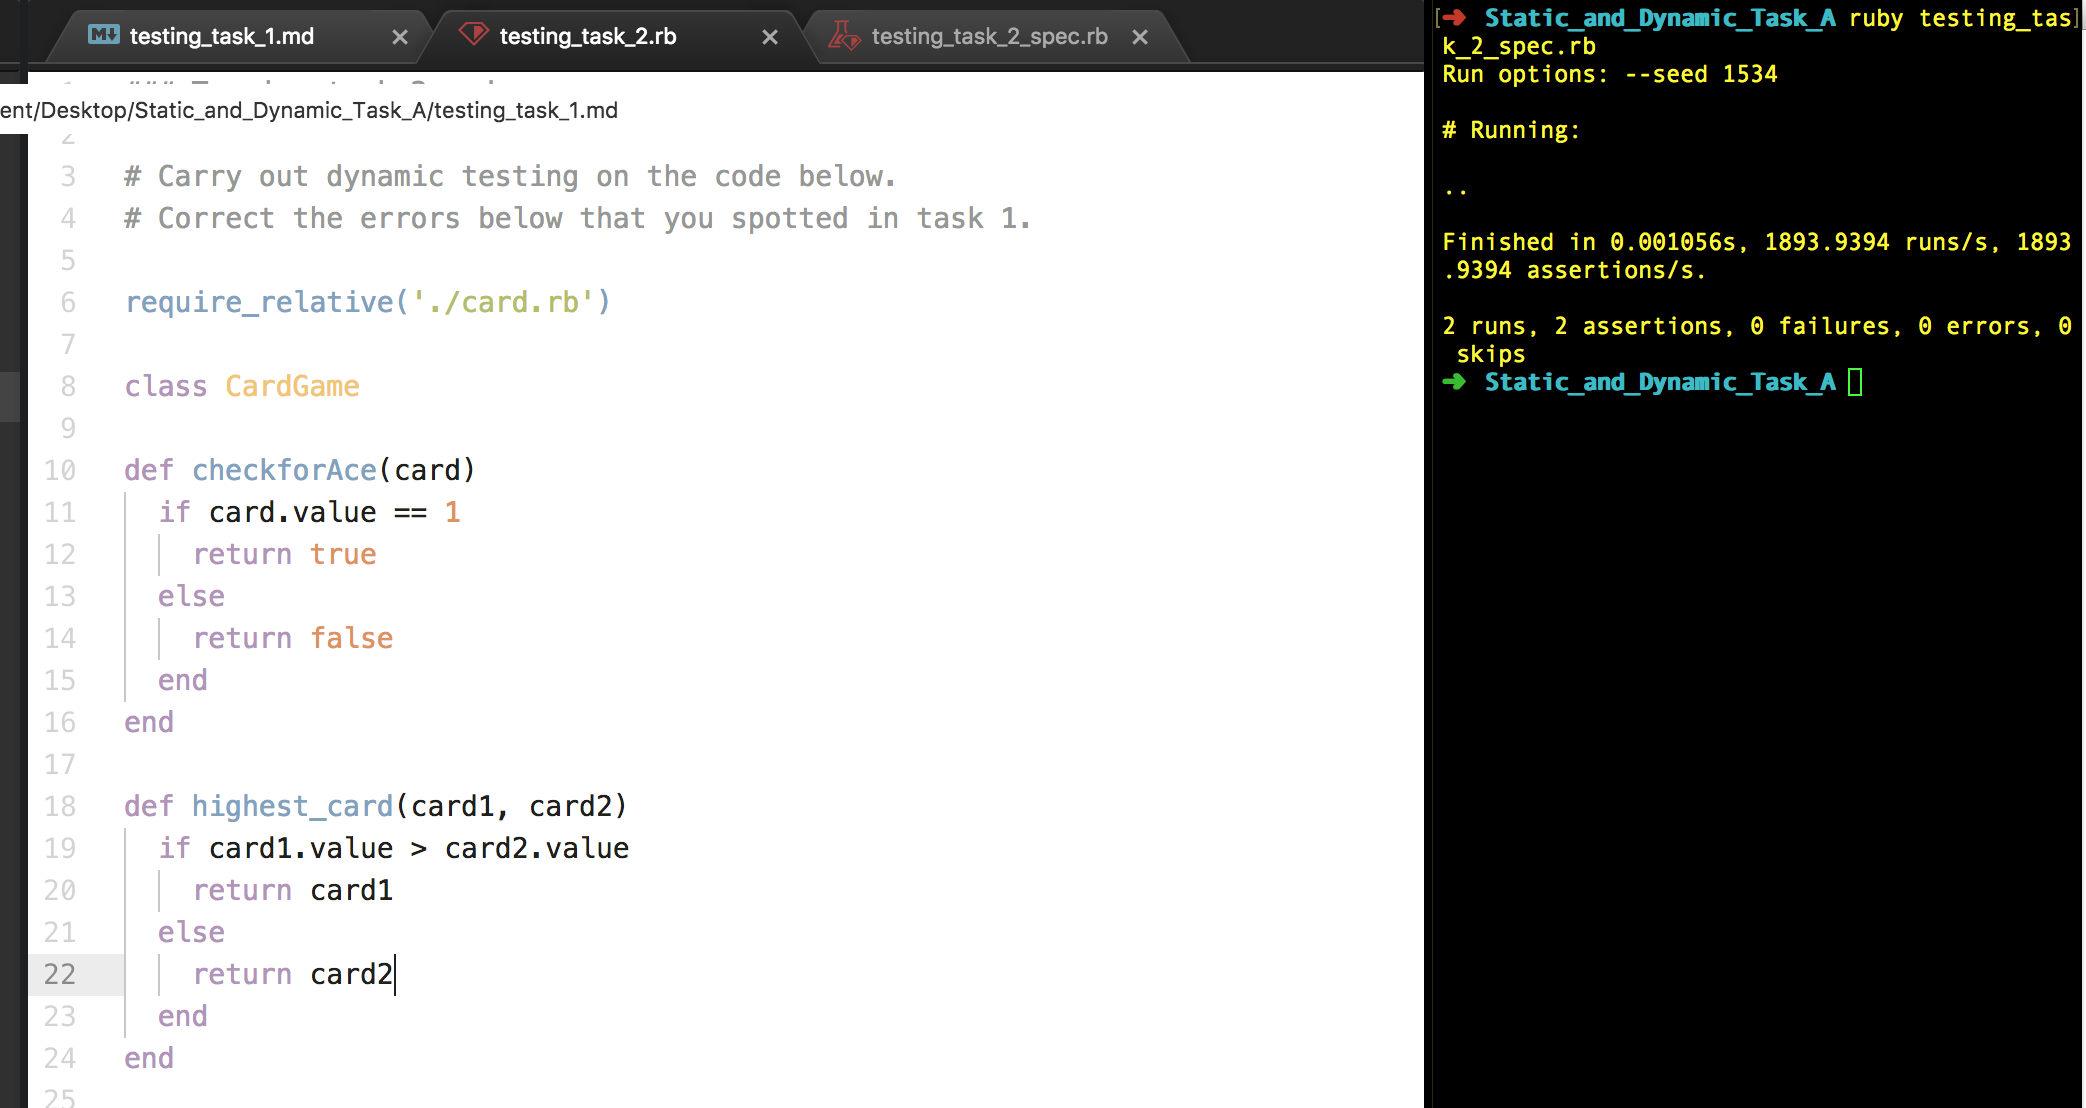 testing_task_1.md
testing_task_2.rb
testing_task_2_spec.rb
ent/Desktop/Static_and_Dynamic_Task_A/testing_task_1.md
2
3 # Carry out dynamic testing on the code below.
4 # Correct the errors below that you spotted in task 1.
5
6 require_relative('./card.rb')
7
8 class CardGame
9
10 def checkforAce(card)
11 if card.value == 1
12 return true
13 else
14 return false
15 end
16 end
17
18 def highest_card(card1, card2)
19 if card1.value > card2.value
20 return card1
21 else
22 return card2
23 end
24 end
25
[➜ Static_and_Dynamic_Task_A ruby testing_tas]
k_2_spec.rb
Run options: --seed 1534
# Running:
..
Finished in 0.001056s, 1893.9394 runs/s, 1893
.9394 assertions/s.
2 runs, 2 assertions, 0 failures, 0 errors, 0
skips
➜ Static_and_Dynamic_Task_A